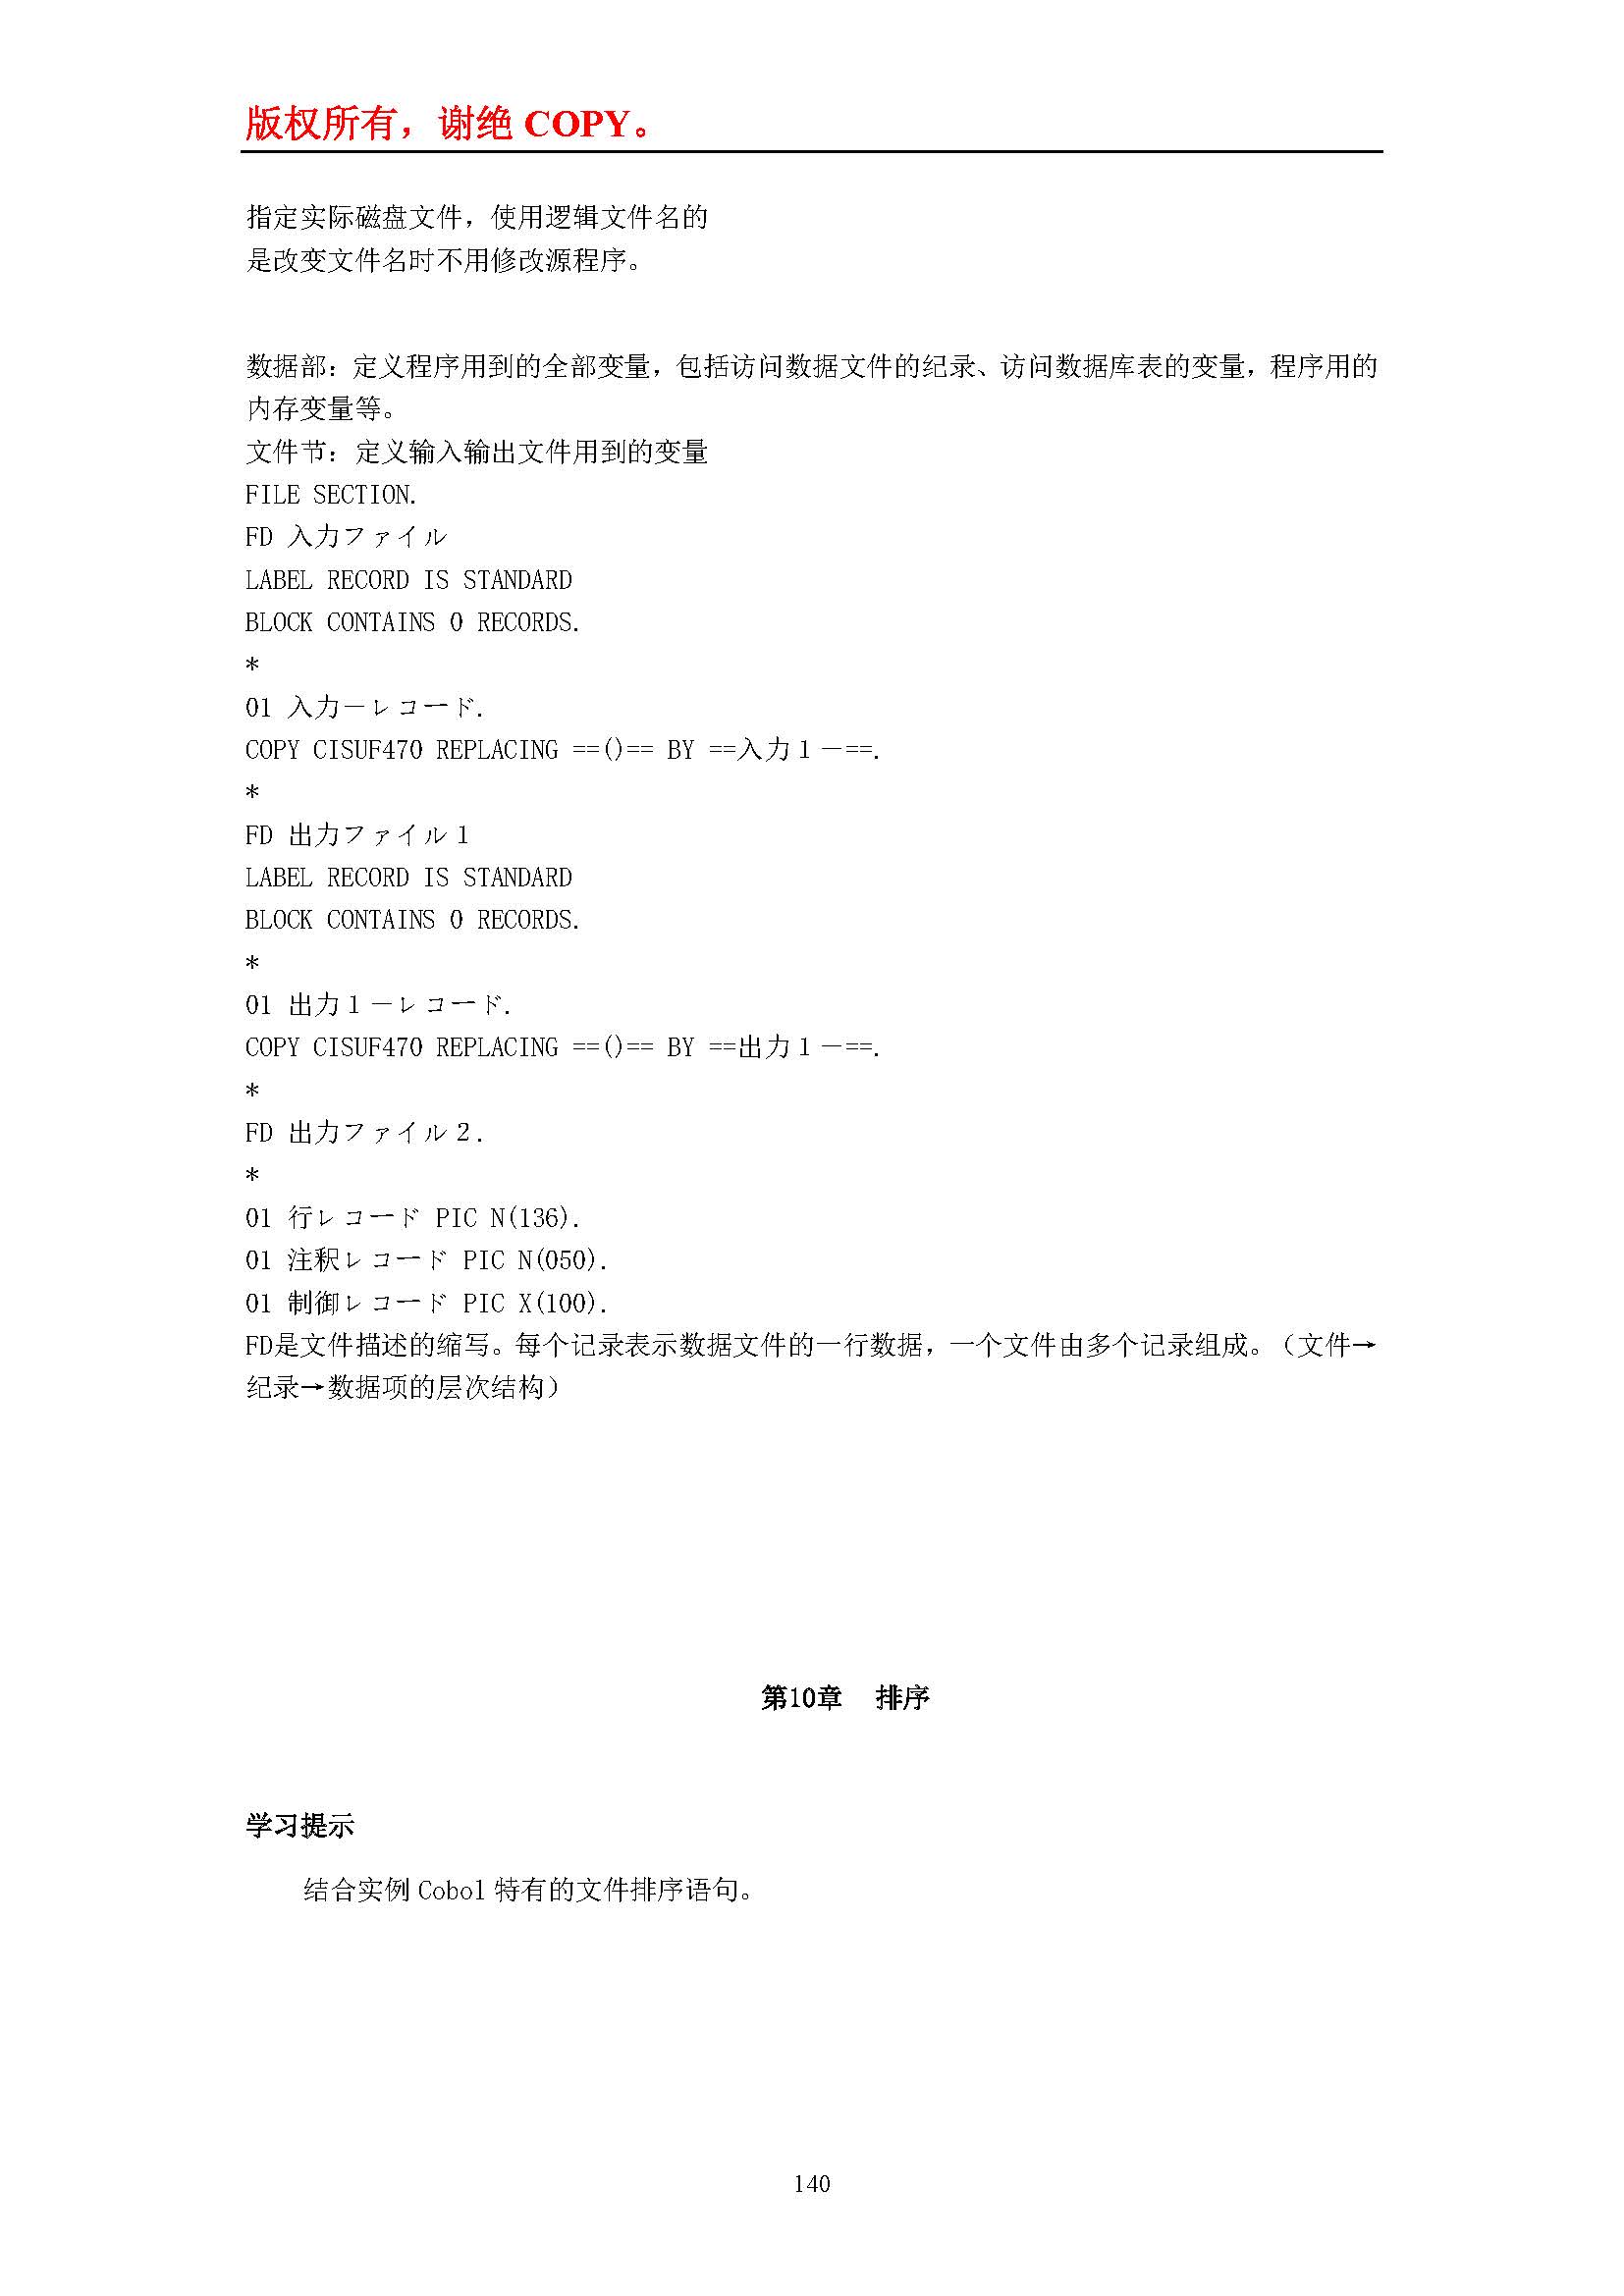 版权所有，谢绝 COPY。
指定实际磁盘文件，使用逻辑文件名的
是改变文件名时不用修改源程序。
数据部：定义程序用到的全部变量，包括访问数据文件的纪录、访问数据库表的变量，程序用的
内存变量等。
文件节：定义输入输出文件用到的变量
FILE SECTION.
FD 入力ファイル
LABEL RECORD IS STANDARD
BLOCK CONTAINS 0 RECORDS.
*
01 入力－レコード.
COPY CISUF470 REPLACING ==()== BY ==入力１－==.
*
FD 出力ファイル１
LABEL RECORD IS STANDARD
BLOCK CONTAINS 0 RECORDS.
*
01 出力１－レコード.
COPY CISUF470 REPLACING ==()== BY ==出力１－==.
*
FD 出力ファイル２.
*
01 行レコード PIC N(136).
01 注釈レコード PIC N(050).
01 制御レコード PIC X(100).
FD是文件描述的缩写。每个记录表示数据文件的一行数据，一个文件由多个记录组成。（文件→
纪录→数据项的层次结构）
第10章 排序
学习提示
结合实例 Cobol 特有的文件排序语句。
140